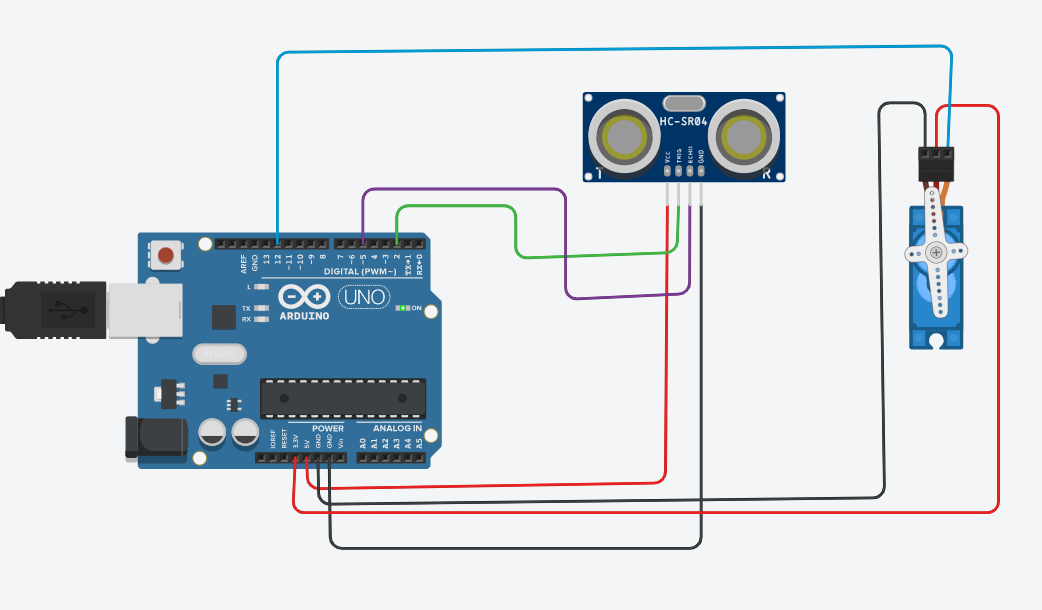 HC-SR04
VCC
TRIG
ECHO
GND
T
R
AREF
GND
13
12
~11
~10
~9
8
7
~6
~5
4
~3
2
TX→1
RX←0
DIGITAL (PWM~)
L
TX
RX
UNO
ARDUINO
ON
POWER
ANALOG IN
IOREF
RESET
3.3V
5V
GND
GND
Vin
A0
A1
A2
A3
A4
A5